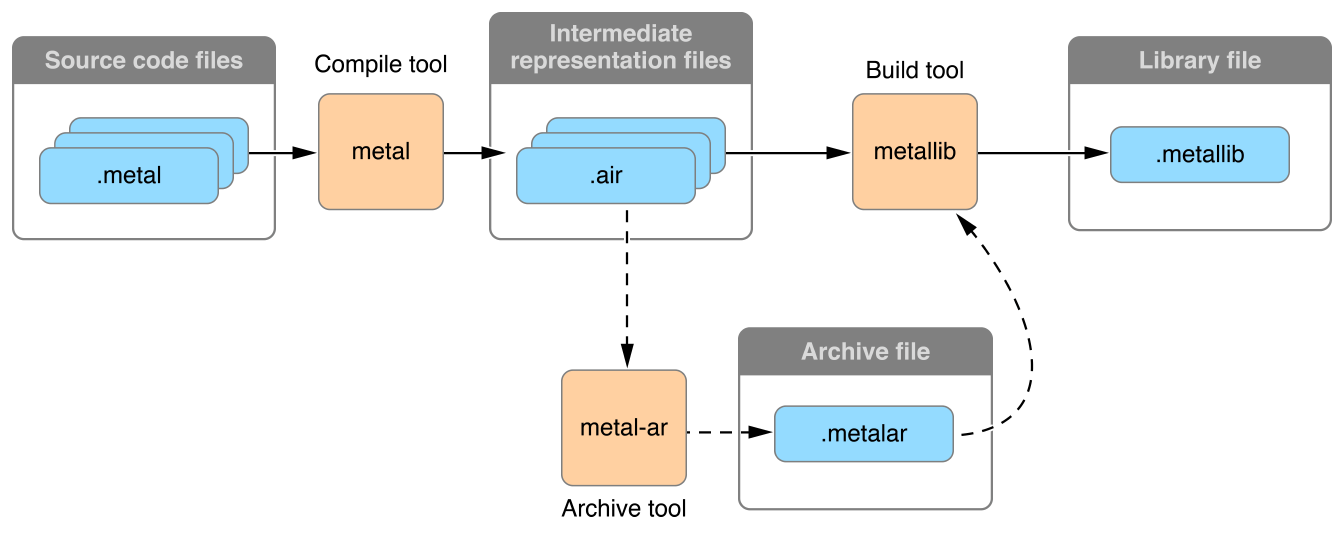 Source code files
.metal
Compile tool
metal
Intermediate
representation files
.air
Build tool
metallib
Library file
.metallib
metal-ar
Archive tool
Archive file
.metalar